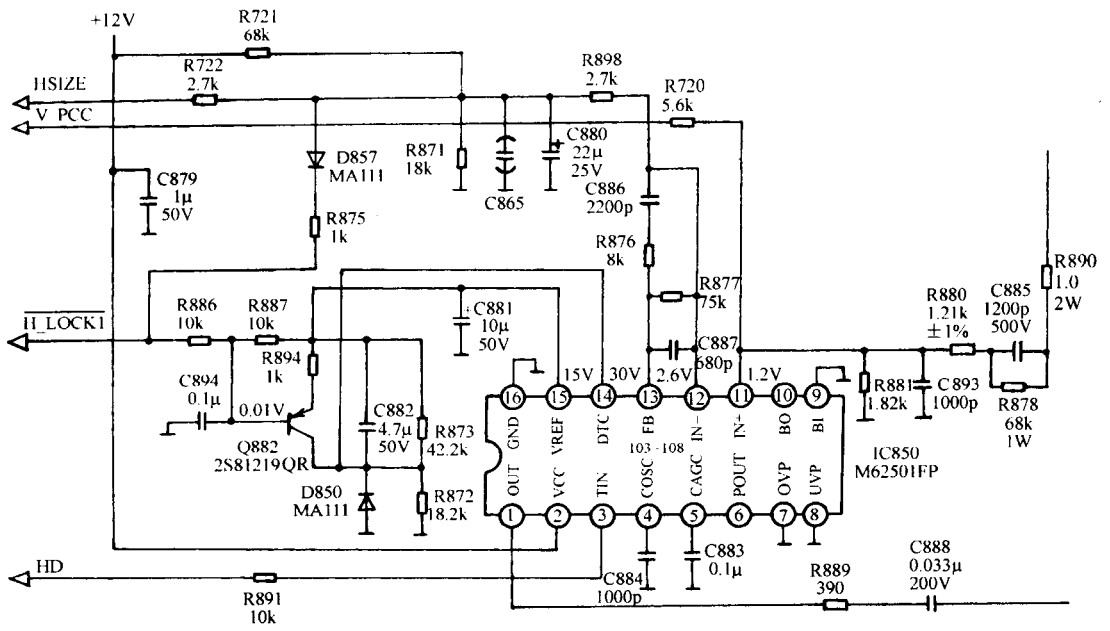 +12V
R721
68k
R722
2.7k
HSIZE
V PCC
R898
2.7k
R720
5.6k
D857
MA111
R871
18k
C865
C880
22μ
25V
C879
1μ
50V
R875
1k
C886
2200p
R876
8k
R877
75k
R890
1.0
2W
H_LOCK1
R886
10k
R887
10k
R894
1k
C881
10μ
50V
C887
680p
R880
1.21k
±1%
C885
1200p
500V
C894
0.1μ
0.01V
Q882
2S81219QR
C882
4.7μ
50V
R873
42.2k
15V
30V
2.6V
1.2V
R881
1.82k
C893
1000p
R878
68k
1W
16 15 14 13 12 11 10 9
GND VREF DTC FB IN- IN+ BO BI
103-108
IC850
M62501FP
OUT VCC TIN COSC CAGC POUT OVP UVP
1 2 3 4 5 6 7 8
D850
MA111
R872
18.2k
HD
R891
10k
C884
1000p
C883
0.1μ
R889
390
C888
0.033μ
200V